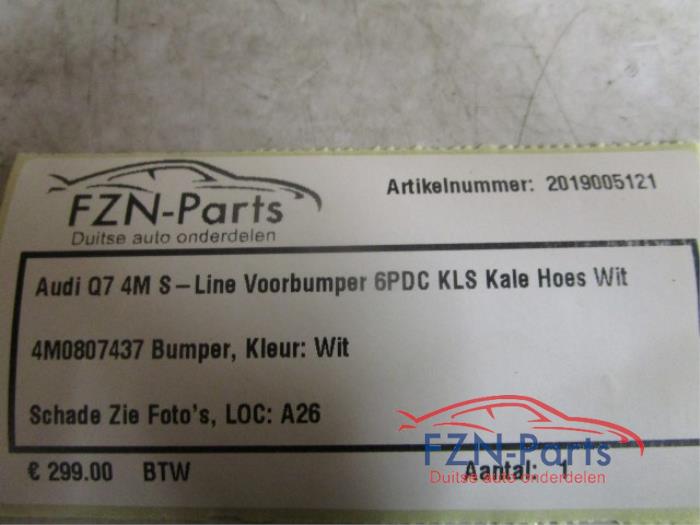 FZN-Parts
Duitse auto onderdelen
Artikelnummer: 2019005121
Audi Q7 4M S-Line Voorbumper 6PDC KLS Kale Hoes Wit
4M0807437 Bumper, Kleur: Wit
Schade Zie Foto's, LOC: A26
€ 299.00 BTW
Aantal: 1
FZN-Parts
Duitse auto onderdelen